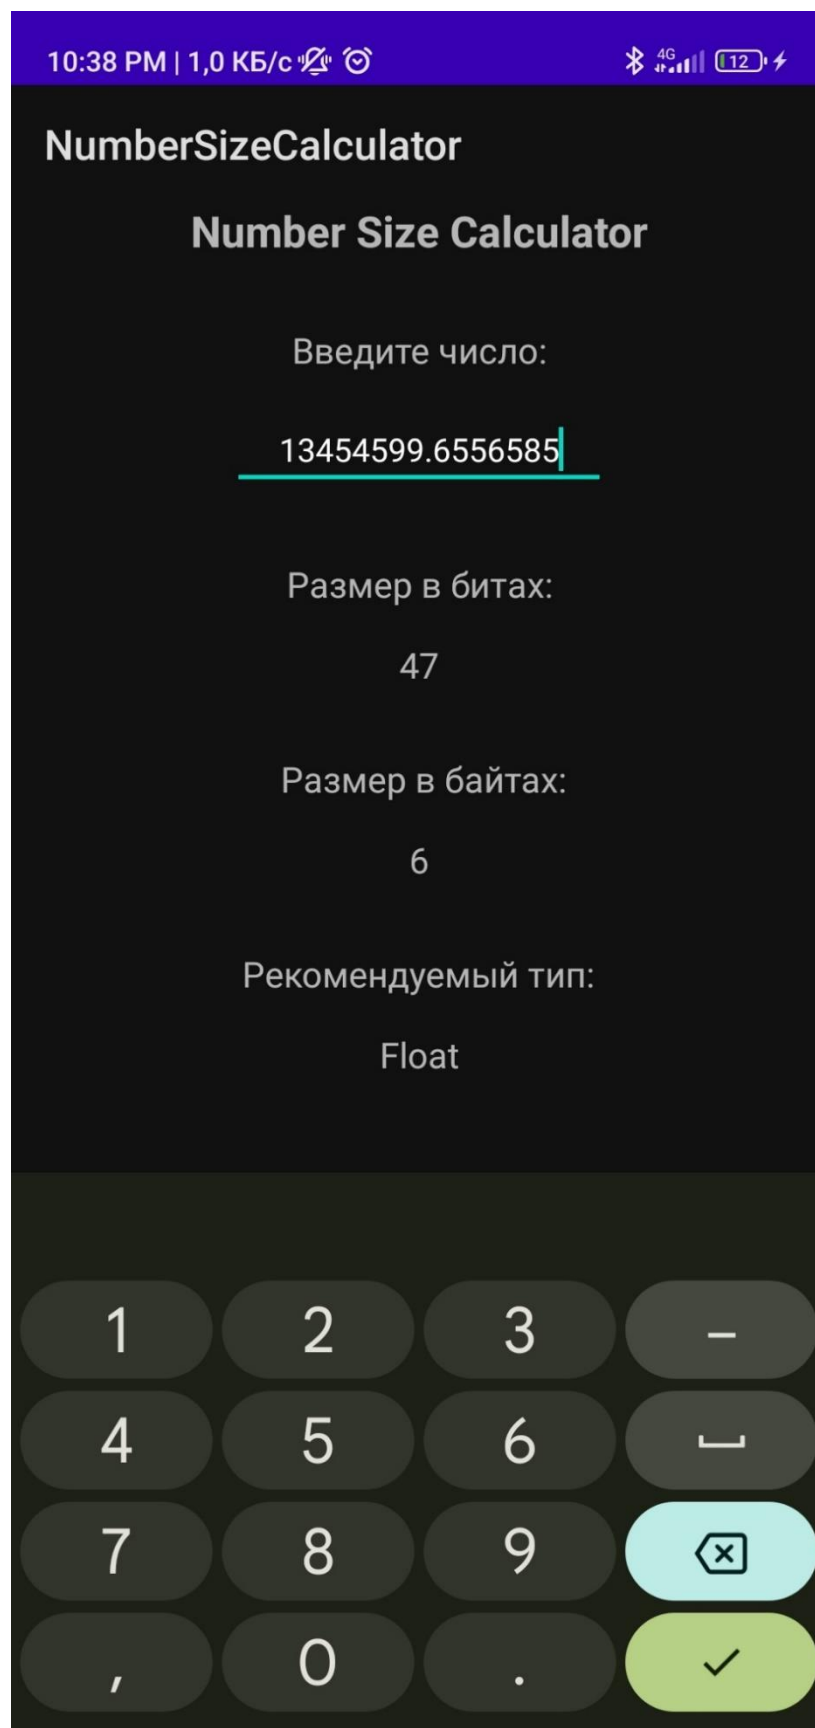 10:38 PM | 1,0 КБ/с 4G 12
NumberSizeCalculator
Number Size Calculator
Введите число:
13454599.6556585
Размер в битах:
47
Размер в байтах:
6
Рекомендуемый тип:
Float
1 2 3 –
4 5 6
7 8 9
, 0 .